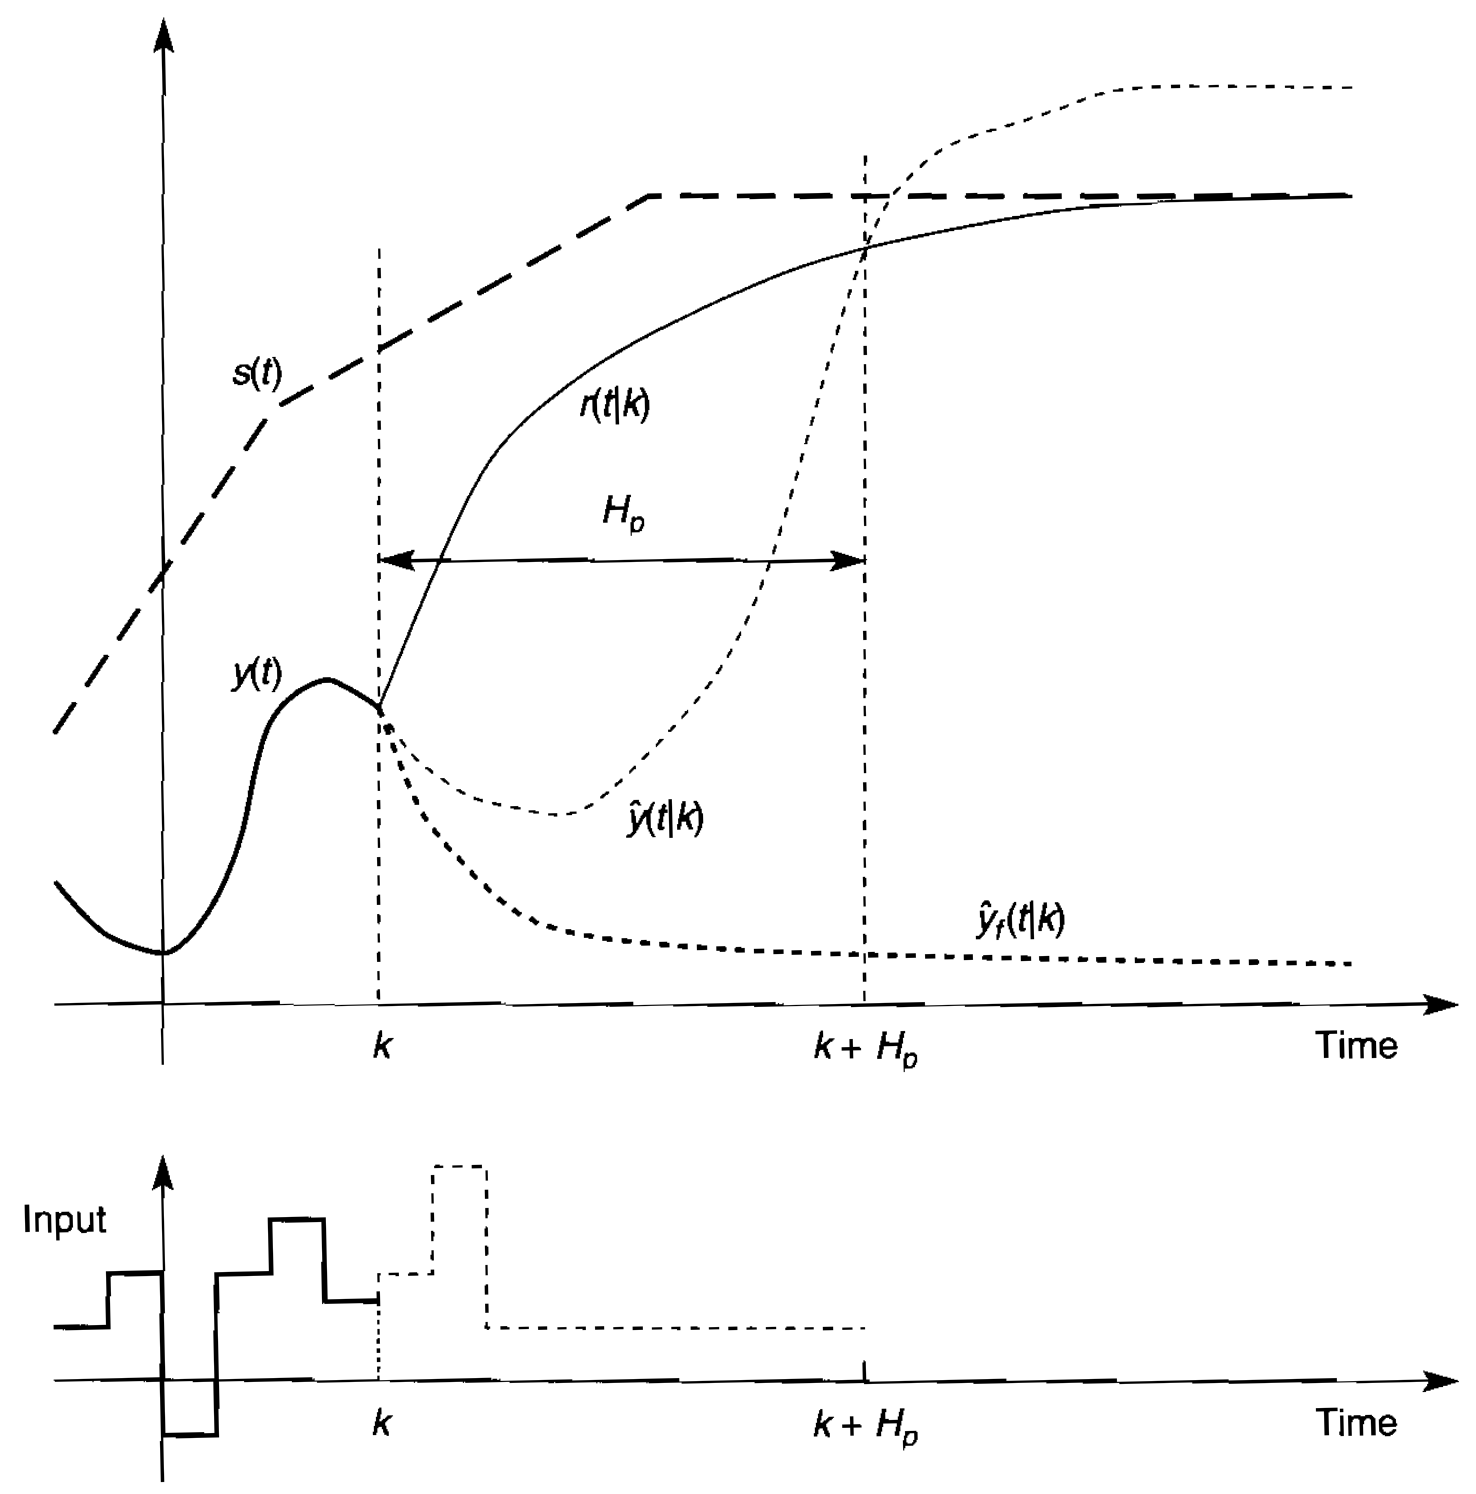 s(t)
r(t|k)
H_p
y(t)
ŷ(t|k)
ŷ_f(t|k)
k
k + H_p
Time
Input
k
k + H_p
Time